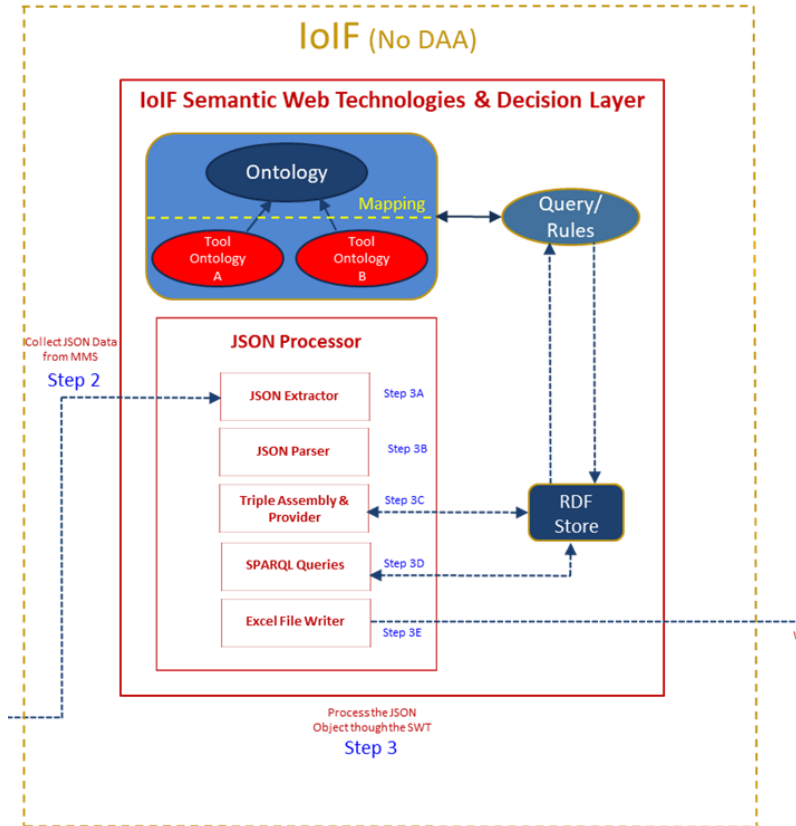 IoIF (No DAA)
IoIF Semantic Web Technologies & Decision Layer
Ontology
Mapping
Tool
Ontology
A
Tool
Ontology
B
Query/
Rules
Collect JSON Data
from MMS
Step 2
JSON Processor
JSON Extractor
Step 3A
JSON Parser
Step 3B
Triple Assembly &
Provider
Step 3C
RDF
Store
SPARQL Queries
Step 3D
Excel File Writer
Step 3E
Process the JSON
Object though the SWT
Step 3